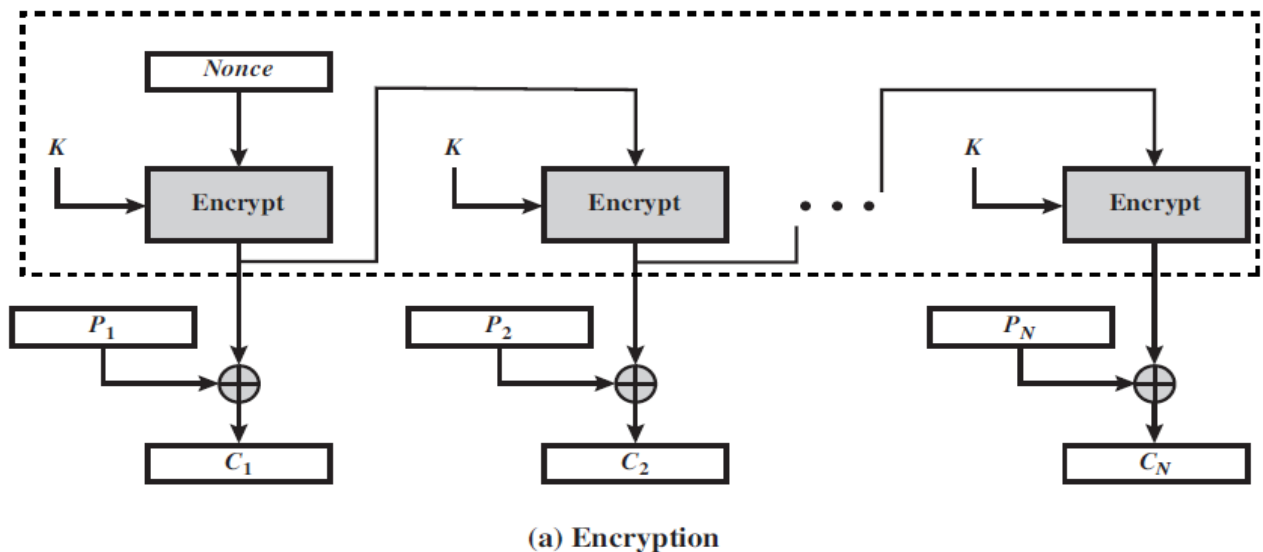 Nonce
K
K
K
Encrypt
Encrypt
• • •
Encrypt
P1
P2
PN
C1
C2
CN
(a) Encryption